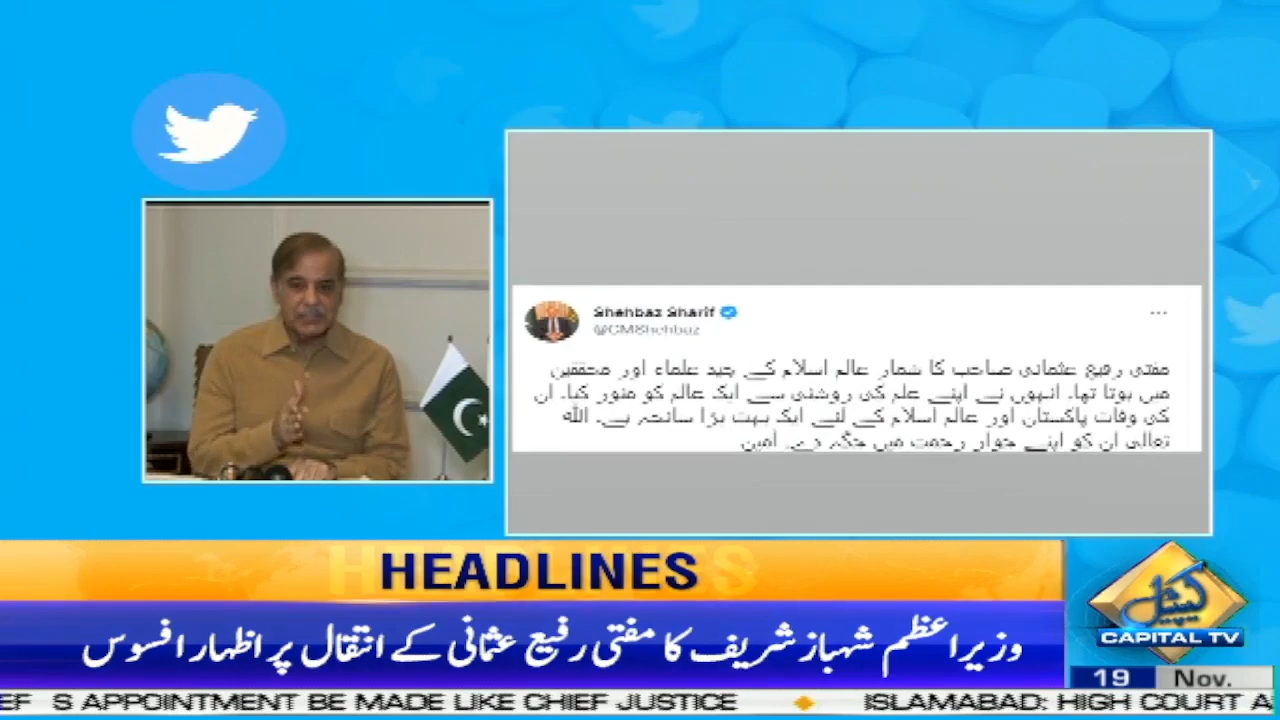 Shehbaz Sharif
@CMShehbaz
مفتی رفیع عثمانی صاحب کا شمار عالم اسلام کے جید علماء اور محققین
میں ہوتا تھا۔ انہوں نے اپنے علم کی روشنی سے ایک عالم کو منور کیا۔ ان
کی وفات پاکستان اور عالم اسلام کے لئے ایک بہت بڑا سانحہ ہے۔ اللہ
تعالی ان کو اپنے جوار رحمت میں جگہ دے۔ آمین
HEADLINES
وزیراعظم شہباز شریف کا مفتی رفیع عثمانی کے انتقال پر اظہار افسوس
کیپیٹل
CAPITAL TV
19 Nov.
EF S APPOINTMENT BE MADE LIKE CHIEF JUSTICE ISLAMABAD: HIGH COURT A